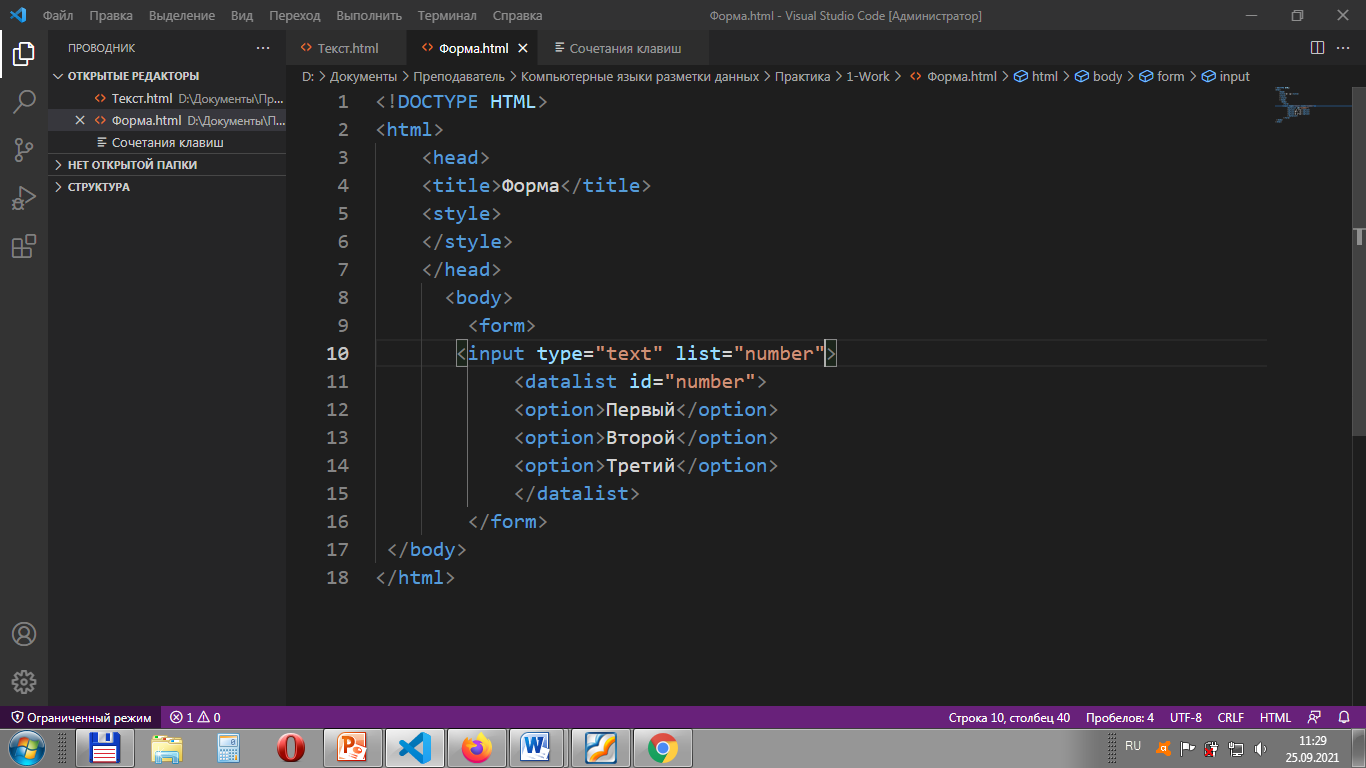 Файл Правка Выделение Вид Переход Выполнить Терминал Справка Форма.html - Visual Studio Code [Администратор]
ПРОВОДНИК
ОТКРЫТЫЕ РЕДАКТОРЫ
Текст.html D:\Документы\Пр...
Форма.html D:\Документы\П...
Сочетания клавиш
НЕТ ОТКРЫТОЙ ПАПКИ
СТРУКТУРА
Текст.html Форма.html Сочетания клавиш
D: > Документы > Преподаватель > Компьютерные языки разметки данных > Практика > 1-Work > Форма.html > html > body > form > input
1 <!DOCTYPE HTML>
2 <html>
3 <head>
4 <title>Форма</title>
5 <style>
6 </style>
7 </head>
8 <body>
9 <form>
10 <input type="text" list="number">
11 <datalist id="number">
12 <option>Первый</option>
13 <option>Второй</option>
14 <option>Третий</option>
15 </datalist>
16 </form>
17 </body>
18 </html>
Ограниченный режим 1 0 Строка 10, столбец 40 Пробелов: 4 UTF-8 CRLF HTML
RU 11:29
25.09.2021